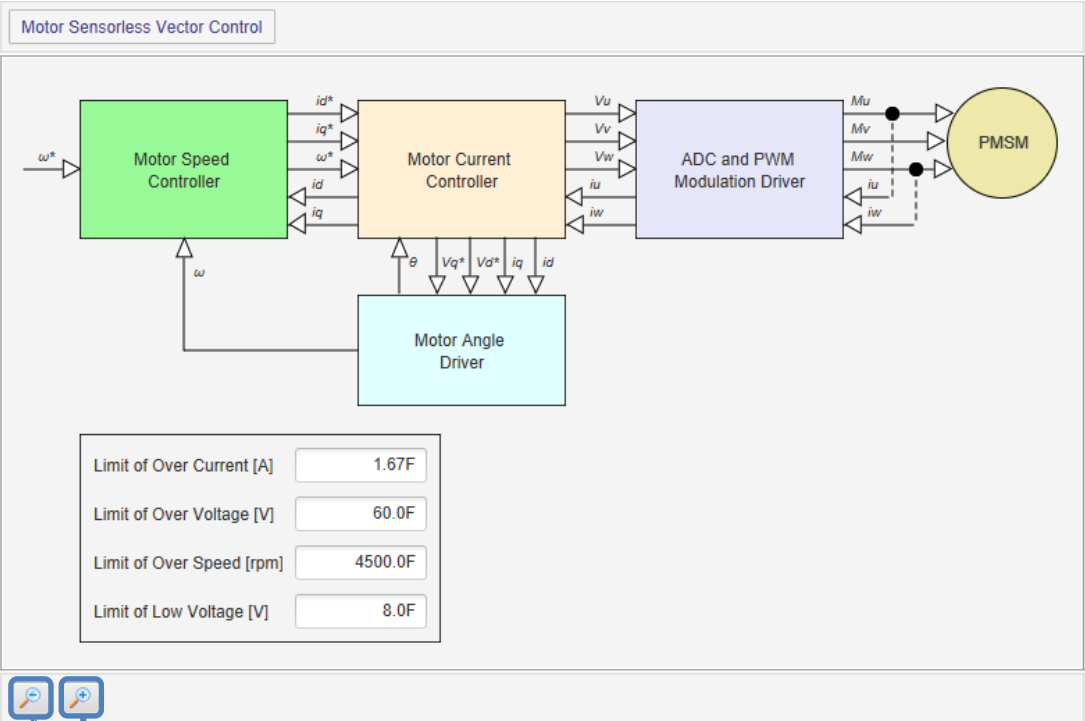 Motor Sensorless Vector Control
id*
iq*
ω*
ω*
id
iq
Motor Speed
Controller
Motor Current
Controller
Vu
Vv
Vw
iu
iw
ADC and PWM
Modulation Driver
Mu
Mv
Mw
iu
iw
PMSM
ω
θ
Vq*
Vd*
iq
id
Motor Angle
Driver
Limit of Over Current [A] 1.67F
Limit of Over Voltage [V] 60.0F
Limit of Over Speed [rpm] 4500.0F
Limit of Low Voltage [V] 8.0F